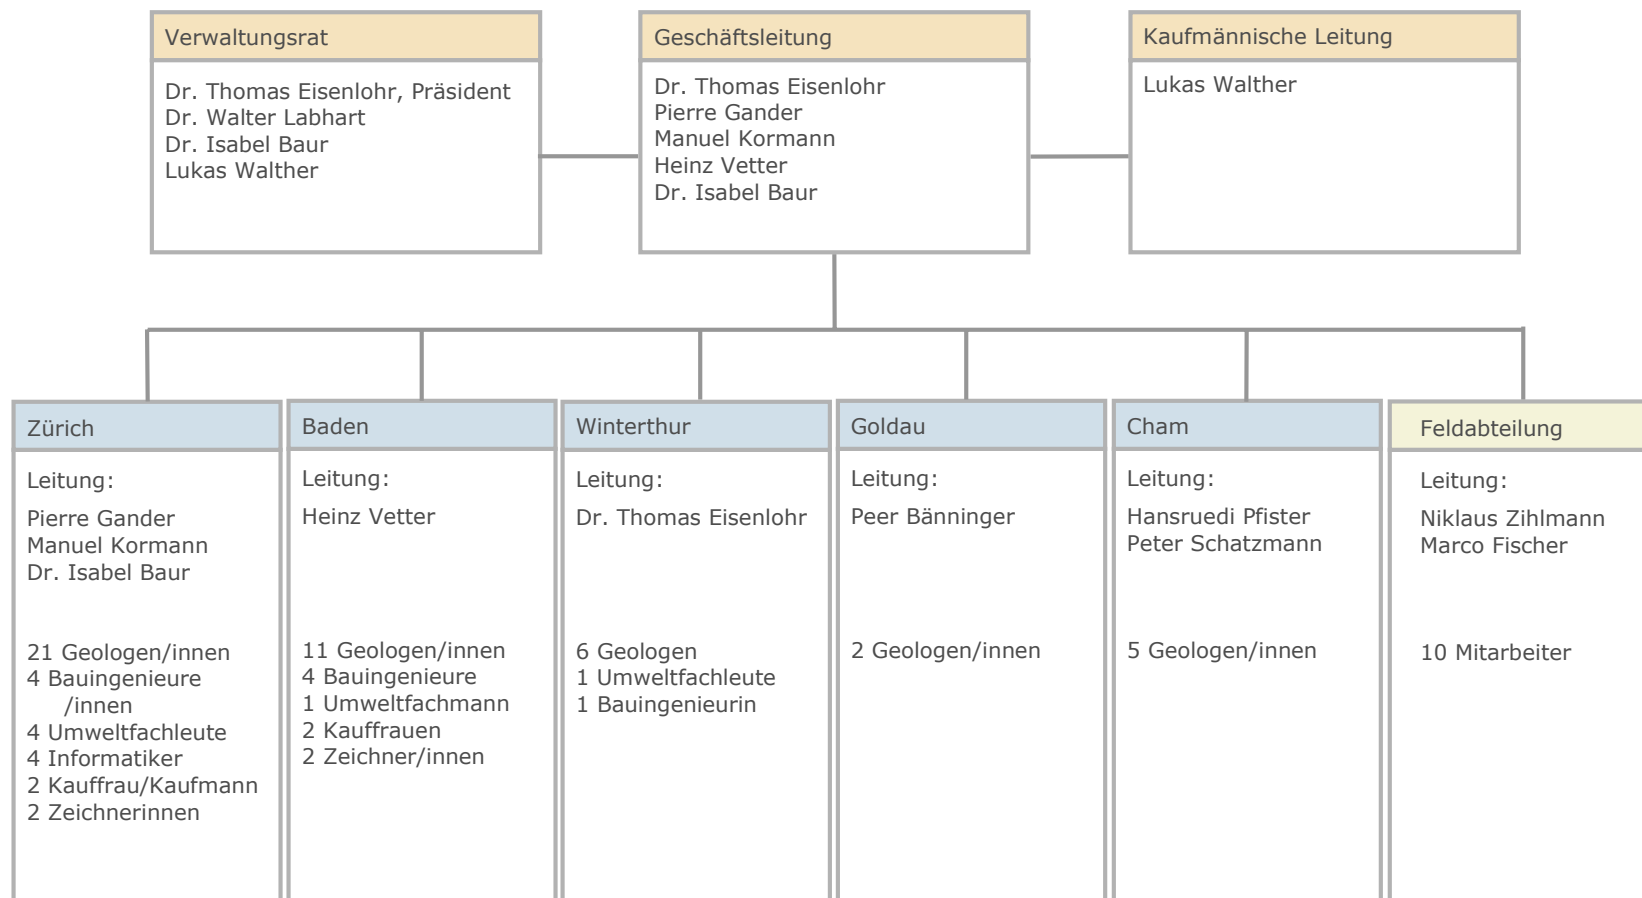 Verwaltungsrat
Dr. Thomas Eisenlohr, Präsident
Dr. Walter Labhart
Dr. Isabel Baur
Lukas Walther
Geschäftsleitung
Dr. Thomas Eisenlohr
Pierre Gander
Manuel Kormann
Heinz Vetter
Dr. Isabel Baur
Kaufmännische Leitung
Lukas Walther
Zürich
Leitung:
Pierre Gander
Manuel Kormann
Dr. Isabel Baur
21 Geologen/innen
4 Bauingenieure
/innen
4 Umweltfachleute
4 Informatiker
2 Kauffrau/Kaufmann
2 Zeichnerinnen
Baden
Leitung:
Heinz Vetter
11 Geologen/innen
4 Bauingenieure
1 Umweltfachmann
2 Kauffrauen
2 Zeichner/innen
Winterthur
Leitung:
Dr. Thomas Eisenlohr
6 Geologen
1 Umweltfachleute
1 Bauingenieurin
Goldau
Leitung:
Peer Bänninger
2 Geologen/innen
Cham
Leitung:
Hansruedi Pfister
Peter Schatzmann
5 Geologen/innen
Feldabteilung
Leitung:
Niklaus Zihlmann
Marco Fischer
10 Mitarbeiter